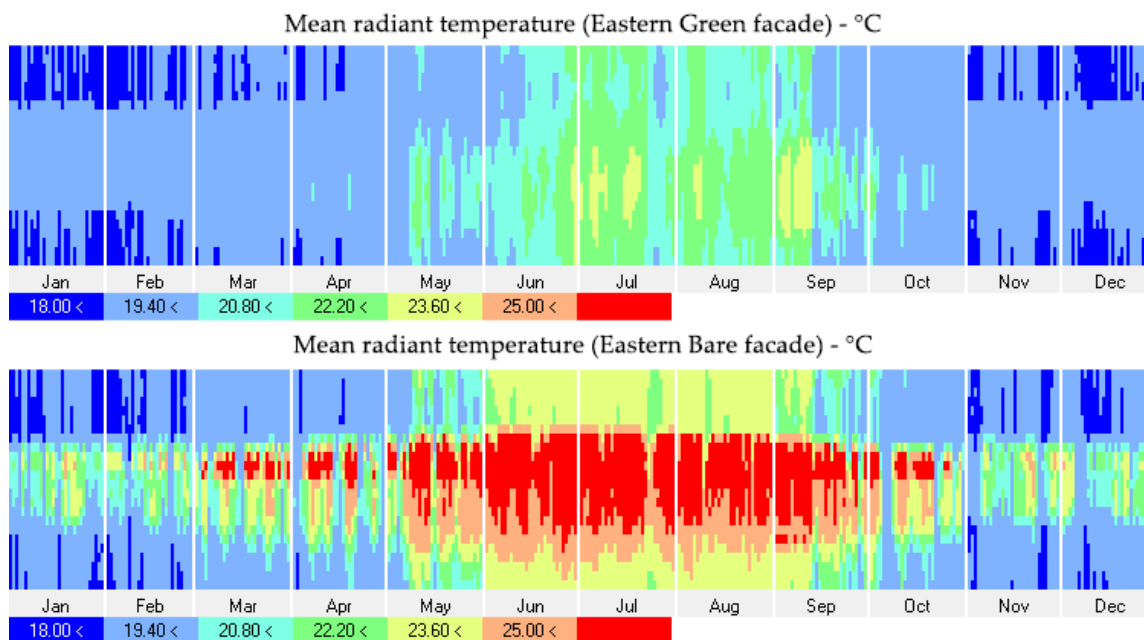 Mean radiant temperature (Eastern Green facade) - °C
Jan Feb Mar Apr May Jun Jul Aug Sep Oct Nov Dec
18.00 < 19.40 < 20.80 < 22.20 < 23.60 < 25.00 <
Mean radiant temperature (Eastern Bare facade) - °C
Jan Feb Mar Apr May Jun Jul Aug Sep Oct Nov Dec
18.00 < 19.40 < 20.80 < 22.20 < 23.60 < 25.00 <